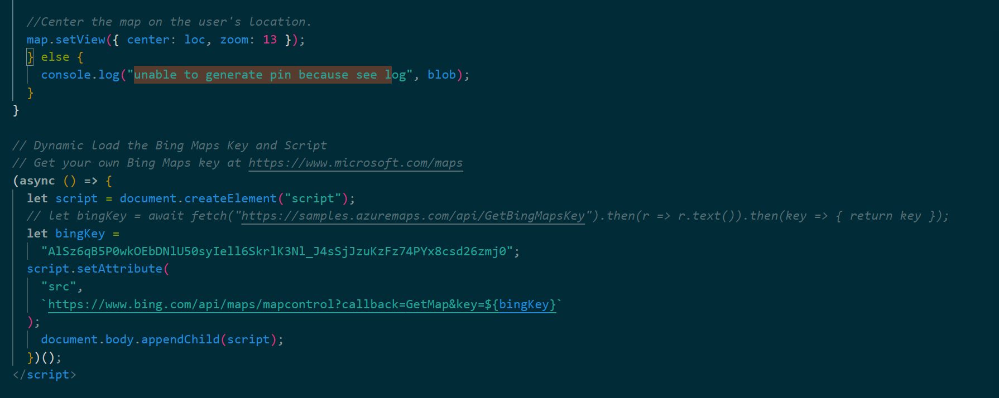 //Center the map on the user's location.
map.setView({ center: loc, zoom: 13 });
} else {
console.log("unable to generate pin because see log", blob);
}
}
// Dynamic load the Bing Maps Key and Script
// Get your own Bing Maps key at https://www.microsoft.com/maps
(async () => {
let script = document.createElement("script");
// let bingKey = await fetch("https://samples.azuremaps.com/api/GetBingMapsKey").then(r => r.text()).then(key => { return key });
let bingKey =
"AlSz6qB5P0wkOEbDNlU50syIell6SkrlK3Nl_J4sSjJzuKzFz74PYx8csd26zmj0";
script.setAttribute(
"src",
`https://www.bing.com/api/maps/mapcontrol?callback=GetMap&key=${bingKey}`
);
document.body.appendChild(script);
})();
</script>